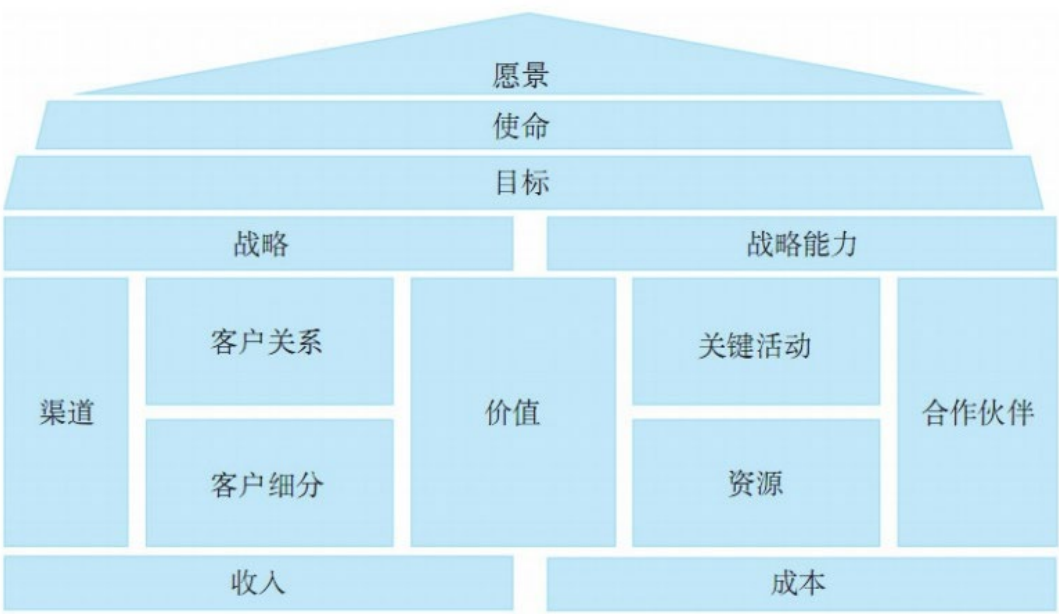 愿景
使命
目标
战略
战略能力
渠道
客户关系
客户细分
价值
关键活动
资源
合作伙伴
收入
成本